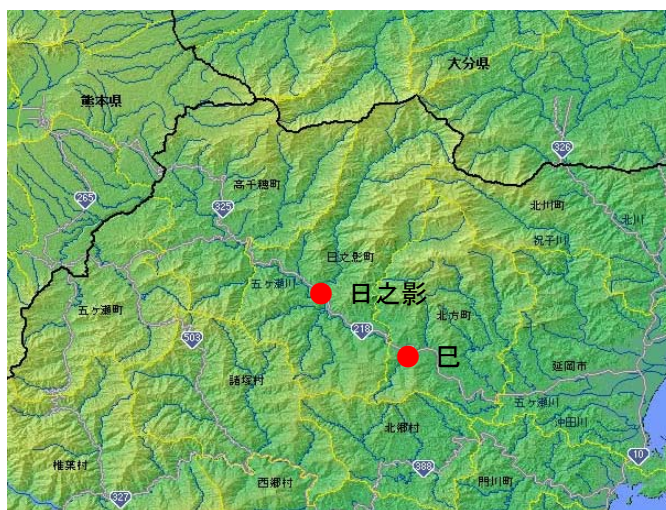 大分県
熊本県
326
265
高千穂町
325
北川町
北川
祝子川
日之影町
五ヶ瀬川
日之影
五ヶ瀬町
218
北方町
503
巳
延岡市
諸塚村
五ヶ瀬川
沖田川
北郷村
10
椎葉村
388
西郷村
門川町
327